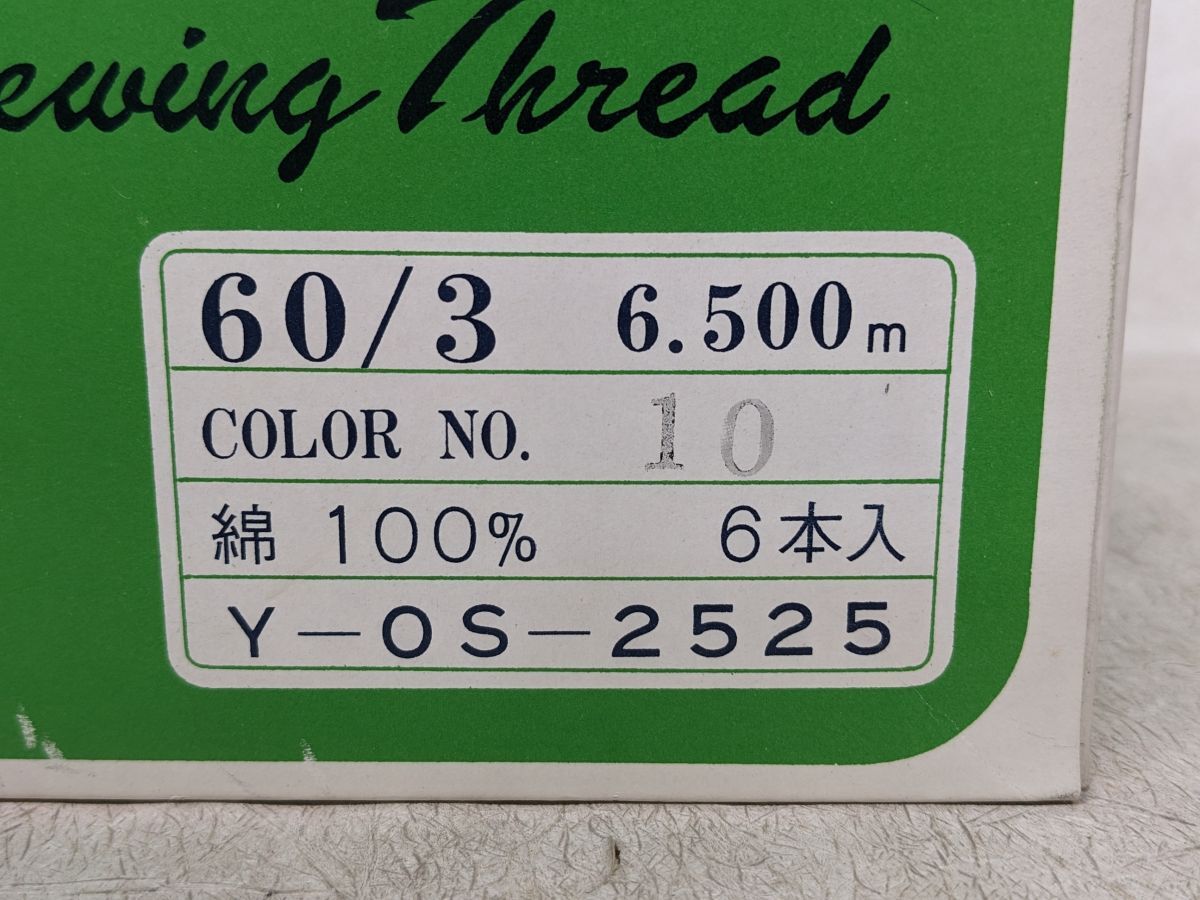 ewing Thread
60/3 6.500m
COLOR NO. 10
綿 100% 6本入
Y-OS-2525